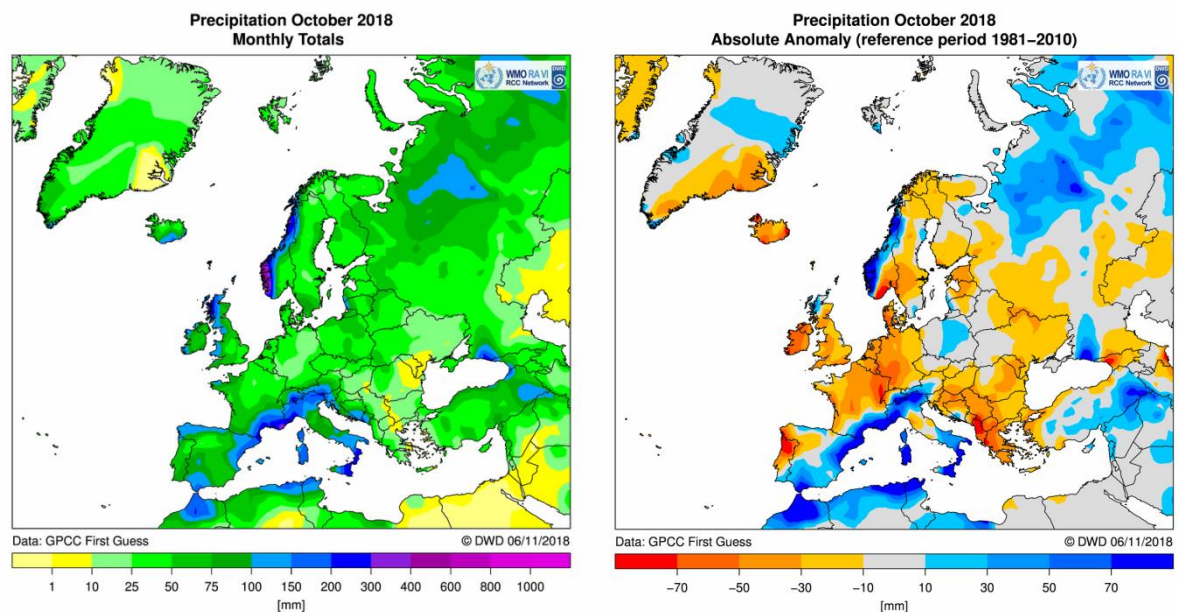 Precipitation October 2018
Monthly Totals
WMO RA VI
RCC Network
DWD
Data: GPCC First Guess
© DWD 06/11/2018
1 10 25 50 75 100 150 200 300 400 600 800 1000
[mm]
Precipitation October 2018
Absolute Anomaly (reference period 1981−2010)
WMO RA VI
RCC Network
DWD
Data: GPCC First Guess
© DWD 06/11/2018
−70 −50 −30 −10 10 30 50 70
[mm]